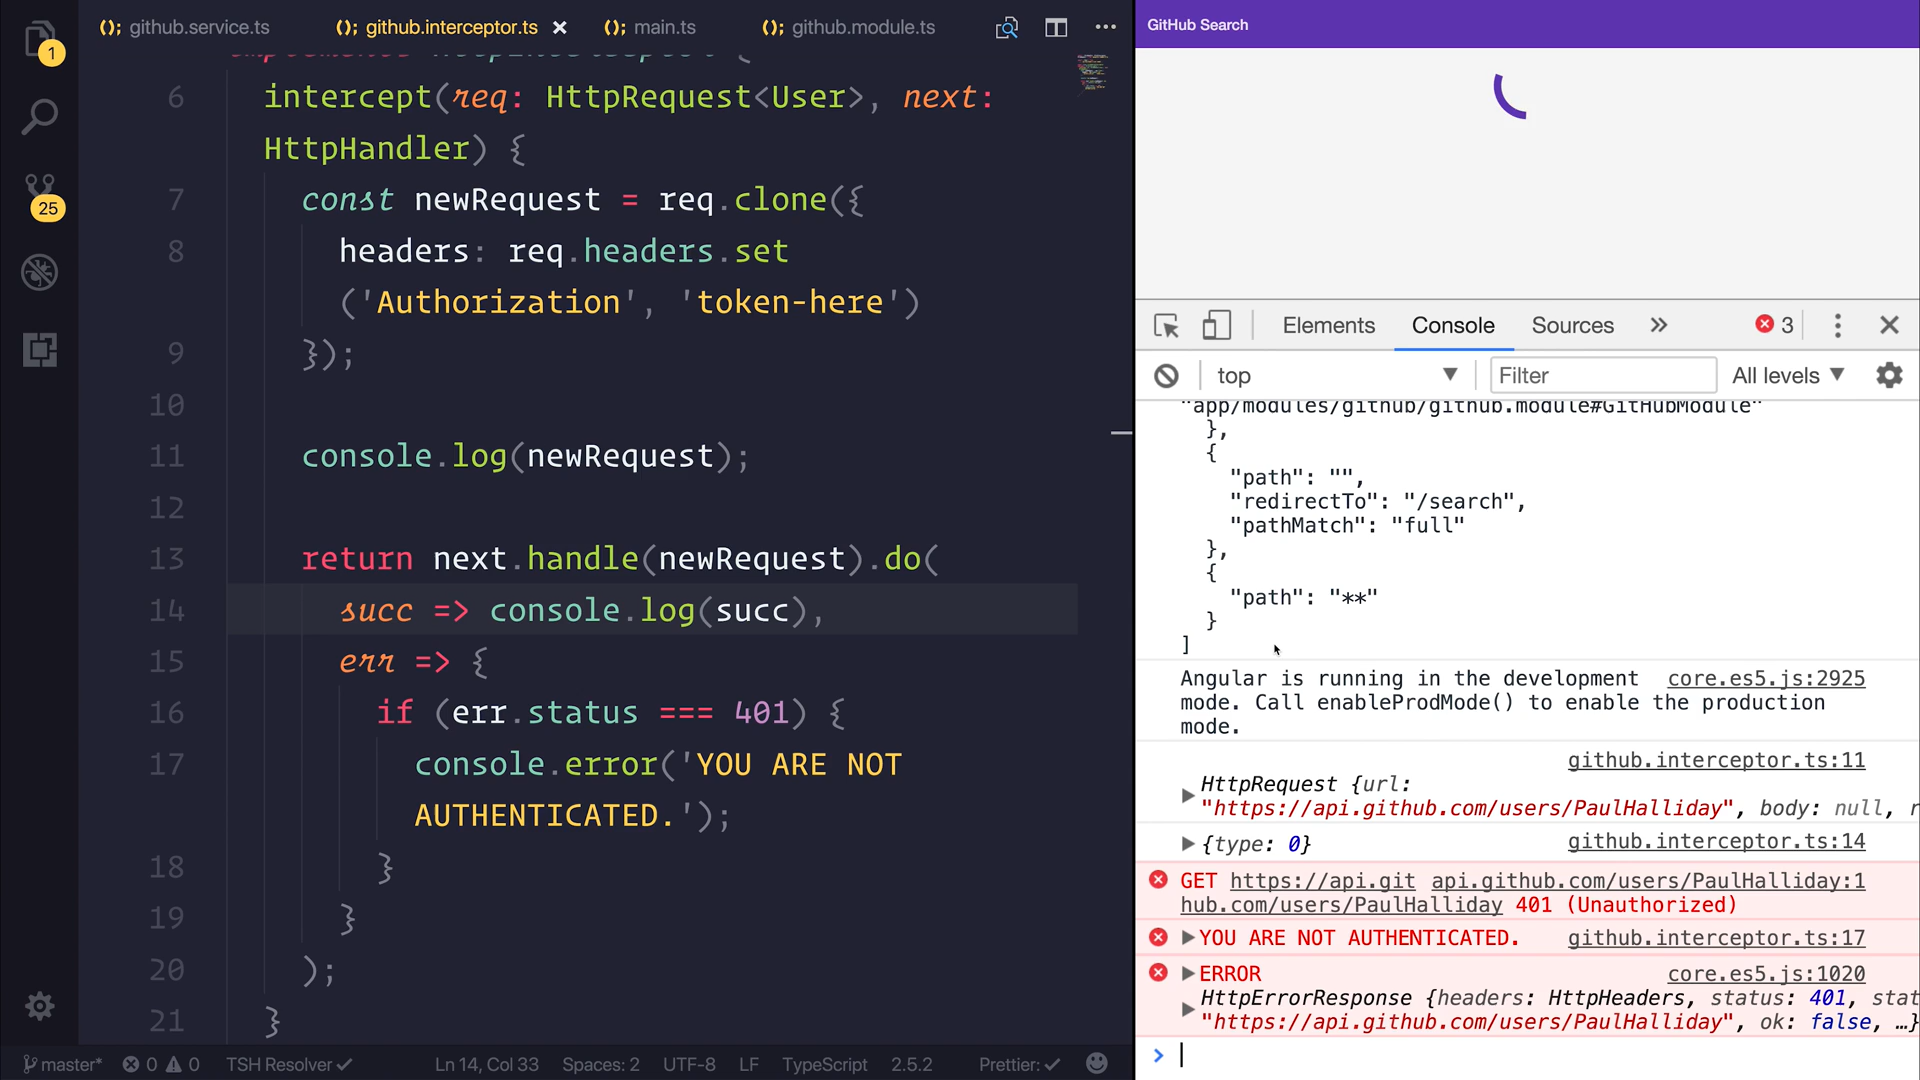 github.service.ts
github.interceptor.ts
main.ts
github.module.ts
1
25
6 intercept(req: HttpRequest<User>, next:
HttpHandler) {
7 const newRequest = req.clone({
8 headers: req.headers.set
('Authorization', 'token-here')
9 });
10
11 console.log(newRequest);
12
13 return next.handle(newRequest).do(
14 succ => console.log(succ),
15 err => {
16 if (err.status === 401) {
17 console.error('YOU ARE NOT
AUTHENTICATED.');
18 }
19 }
20 );
21 }
master* 0 0 TSH Resolver Ln 14, Col 33 Spaces: 2 UTF-8 LF TypeScript 2.5.2 Prettier:
GitHub Search
Elements Console Sources 3
top Filter All levels
"app/modules/github/github.module#GitHubModule"
},
{
"path": "",
"redirectTo": "/search",
"pathMatch": "full"
},
{
"path": "**"
}
]
Angular is running in the development core.es5.js:2925
mode. Call enableProdMode() to enable the production
mode.
github.interceptor.ts:11
HttpRequest {url:
"https://api.github.com/users/PaulHalliday", body: null, r
{type: 0} github.interceptor.ts:14
GET https://api.git api.github.com/users/PaulHalliday:1
hub.com/users/PaulHalliday 401 (Unauthorized)
YOU ARE NOT AUTHENTICATED. github.interceptor.ts:17
ERROR core.es5.js:1020
HttpErrorResponse {headers: HttpHeaders, status: 401, stat
"https://api.github.com/users/PaulHalliday", ok: false, …}